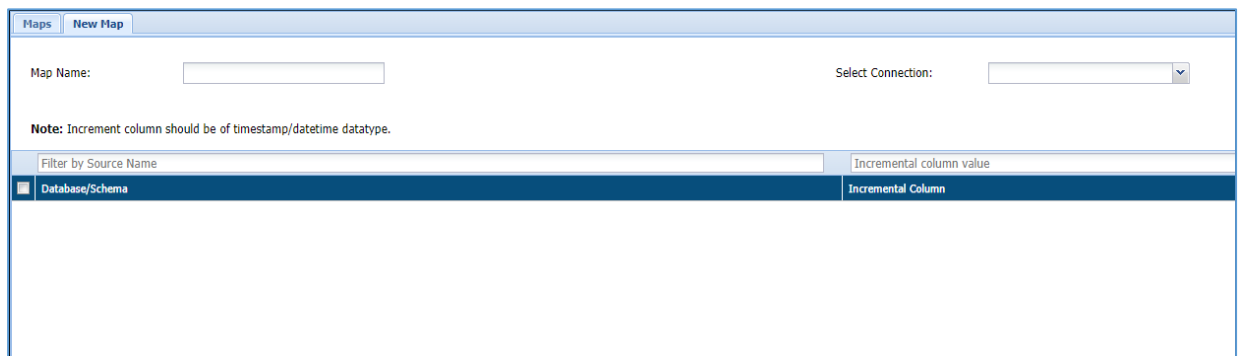 Maps New Map
Map Name: Select Connection:
Note: Increment column should be of timestamp/datetime datatype.
Filter by Source Name Incremental column value
Database/Schema Incremental Column